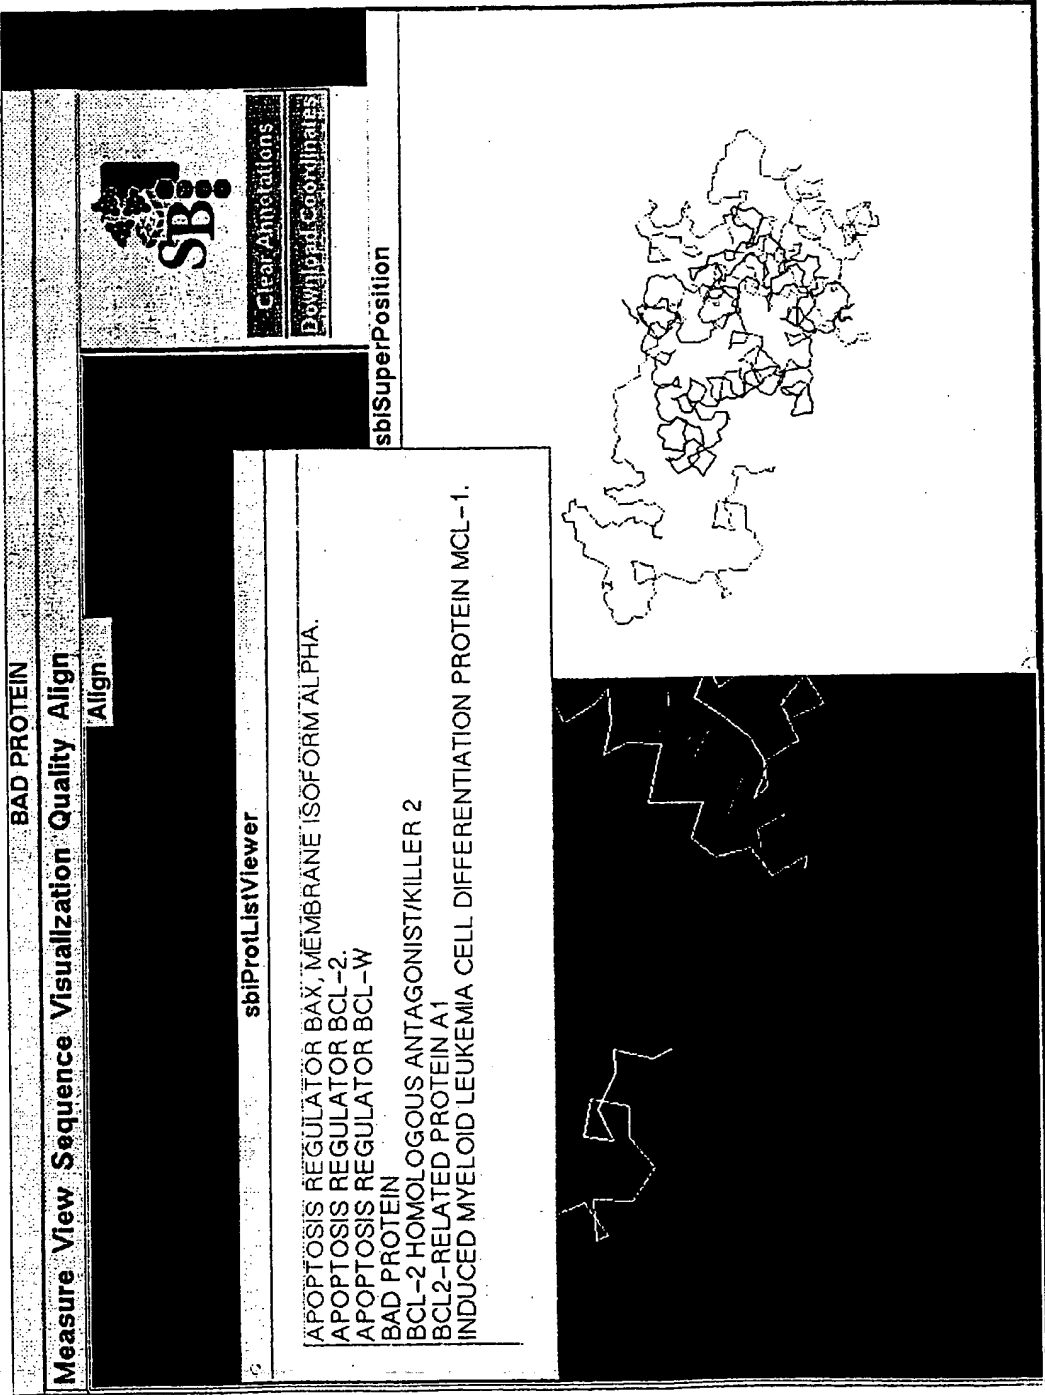 BAD PROTEIN
Measure View Sequence Visualization Quality Align
Align
SB
Clear Annotations
Download Coordinates
sbiProtListViewer
APOPTOSIS REGULATOR BAX, MEMBRANE ISOFORM ALPHA.
APOPTOSIS REGULATOR BCL-2.
APOPTOSIS REGULATOR BCL-W
BAD PROTEIN
BCL-2 HOMOLOGOUS ANTAGONIST/KILLER 2
BCL2-RELATED PROTEIN A1
INDUCED MYELOID LEUKEMIA CELL DIFFERENTIATION PROTEIN MCL-1.
sbiSuperPosition